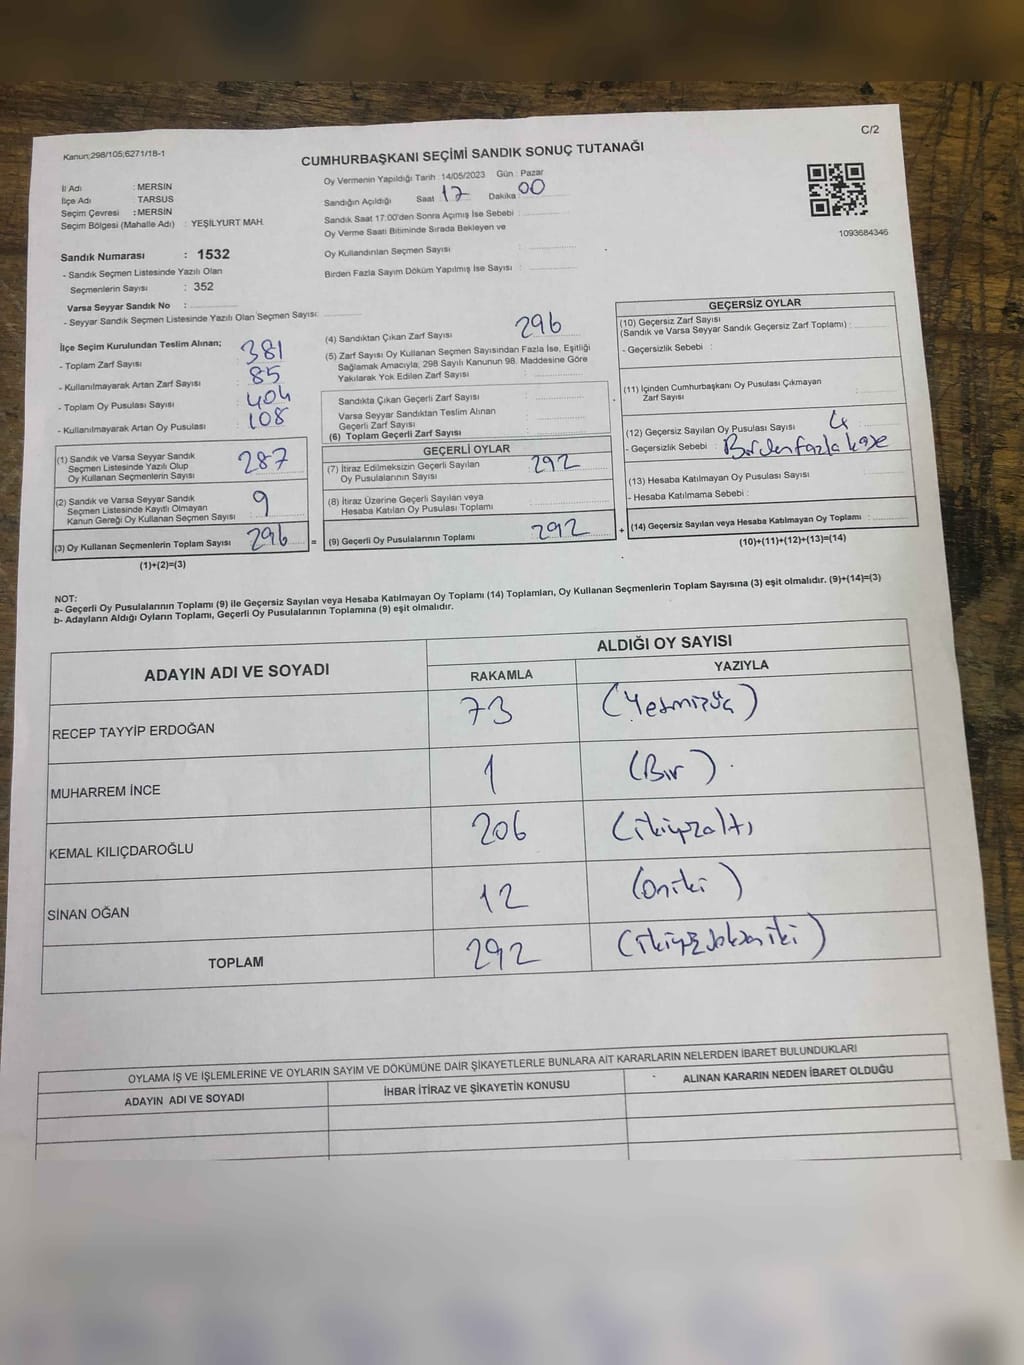 C/2
Kanun:298/105;6271/18-1
CUMHURBAŞKANI SEÇİMİ SANDIK SONUÇ TUTANAĞI
İl Adı : MERSİN
İlçe Adı : TARSUS
Seçim Çevresi : MERSİN
Seçim Bölgesi (Mahalle Adı) : YEŞİLYURT MAH.
Sandık Numarası : 1532
- Sandık Seçmen Listesinde Yazılı Olan
Seçmenlerin Sayısı : 352
Varsa Seyyar Sandık No :
- Seyyar Sandık Seçmen Listesinde Yazılı Olan Seçmen Sayısı:
Oy Vermenin Yapıldığı Tarih :14/05/2023 Gün : Pazar
Sandığın Açıldığı Saat 17 Dakika 00
Sandık Saat 17:00'den Sonra Açımış İse Sebebi :
Oy Verme Saati Bitiminde Sırada Bekleyen ve
Oy Kullandırılan Seçmen Sayısı :
Birden Fazla Sayım Döküm Yapılmış İse Sayısı :
1093684346
İlçe Seçim Kurulundan Teslim Alınan;
- Toplam Zarf Sayısı : 381
- Kullanılmayarak Artan Zarf Sayısı : 85
- Toplam Oy Pusulası Sayısı : 404
- Kullanılmayarak Artan Oy Pusulası : 108
(1) Sandık ve Varsa Seyyar Sandık
Seçmen Listesinde Yazılı Olup
Oy Kullanan Seçmenlerin Sayısı : 287
(2) Sandık ve Varsa Seyyar Sandık
Seçmen Listesinde Kayıtlı Olmayan
Kanun Gereği Oy Kullanan Seçmen Sayısı : 9
(3) Oy Kullanan Seçmenlerin Toplam Sayısı 296 =
(1)+(2)=(3)
(4) Sandıktan Çıkan Zarf Sayısı : 296
(5) Zarf Sayısı Oy Kullanan Seçmen Sayısından Fazla İse, Eşitliği
Sağlamak Amacıyla, 298 Sayılı Kanunun 98. Maddesine Göre
Yakılarak Yok Edilen Zarf Sayısı :
Sandıkta Çıkan Geçerli Zarf Sayısı :
Varsa Seyyar Sandıktan Teslim Alınan
Geçerli Zarf Sayısı :
(6) Toplam Geçerli Zarf Sayısı :
GEÇERLİ OYLAR
(7) İtiraz Edilmeksizin Geçerli Sayılan : 292
Oy Pusulalarının Sayısı
(8) İtiraz Üzerine Geçerli Sayılan veya
Hesaba Katılan Oy Pusulası Toplamı
(9) Geçerli Oy Pusulalarının Toplamı : 292 +
GEÇERSİZ OYLAR
(10) Geçersiz Zarf Sayısı
(Sandık ve Varsa Seyyar Sandık Geçersiz Zarf Toplamı) :
- Geçersizlik Sebebi :
(11) İçinden Cumhurbaşkanı Oy Pusulası Çıkmayan
Zarf Sayısı
(12) Geçersiz Sayılan Oy Pusulası Sayısı : 4
- Geçersizlik Sebebi : Birden fazla kaşe
(13) Hesaba Katılmayan Oy Pusulası Sayısı :
- Hesaba Katılmama Sebebi :
(14) Geçersiz Sayılan veya Hesaba Katılmayan Oy Toplamı :
(10)+(11)+(12)+(13)=(14)
NOT:
a- Geçerli Oy Pusulalarının Toplamı (9) ile Geçersiz Sayılan veya Hesaba Katılmayan Oy Toplamı (14) Toplamları, Oy Kullanan Seçmenlerin Toplam Sayısına (3) eşit olmalıdır. (9)+(14)=(3)
b- Adayların Aldığı Oyların Toplamı, Geçerli Oy Pusulalarının Toplamına (9) eşit olmalıdır.
ADAYIN ADI VE SOYADI
ALDIĞI OY SAYISI
RAKAMLA YAZIYLA
RECEP TAYYİP ERDOĞAN 73 (Yetmişüç)
MUHARREM İNCE 1 (Bir)
KEMAL KILIÇDAROĞLU 206 (ikiyüzaltı
SİNAN OĞAN 12 (oniki)
TOPLAM 292 (ikiyüzdoksaniki)
OYLAMA İŞ VE İŞLEMLERİNE VE OYLARIN SAYIM VE DÖKÜMÜNE DAİR ŞİKAYETLERLE BUNLARA AİT KARARLARIN NELERDEN İBARET BULUNDUKLARI
ADAYIN ADI VE SOYADI İHBAR İTİRAZ VE ŞİKAYETİN KONUSU ALINAN KARARIN NEDEN İBARET OLDUĞU